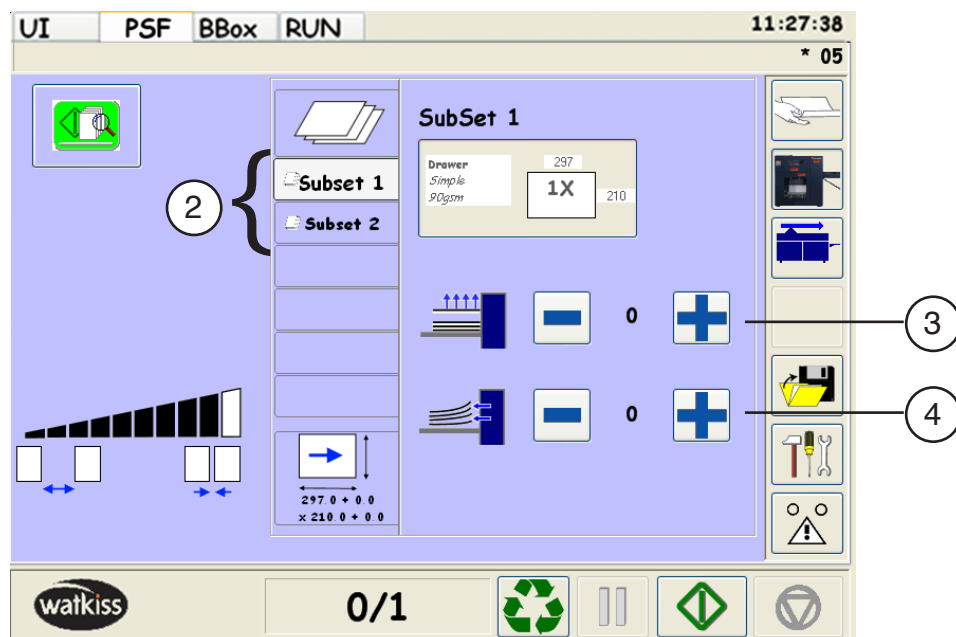 UI PSF BBox RUN 11:27:38
* 05
SubSet 1
Drawer
Simple
90gsm
297
1X
210
Subset 1
Subset 2
2
0
3
0
4
297.0 + 0.0
x 210.0 + 0.0
watkiss
0/1